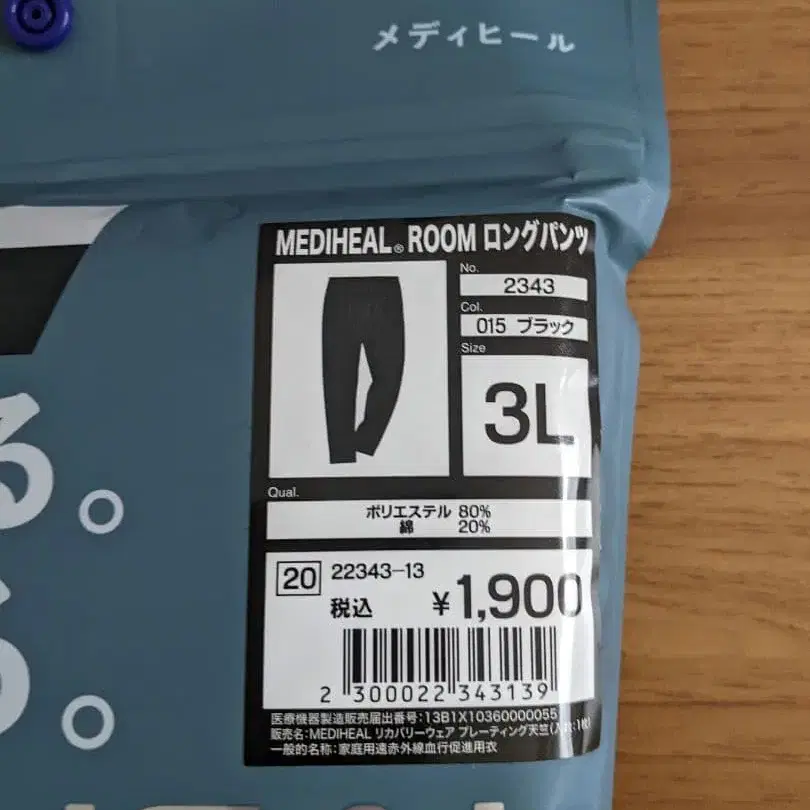 メディヒール
MEDIHEAL® ROOM ロングパンツ
No.
2343
Col.
015 ブラック
Size
3L
る。
る。
Qual.
ポリエステル 80%
綿 20%
20 22343-13
税込 ¥1,900
2 300022 343139
医療機器製造販売届出番号:13B1X10360000055
販売名:MEDIHEAL リカバリーウェア プレーティング天竺
一般的名称:家庭用遠赤外線血行促進用衣